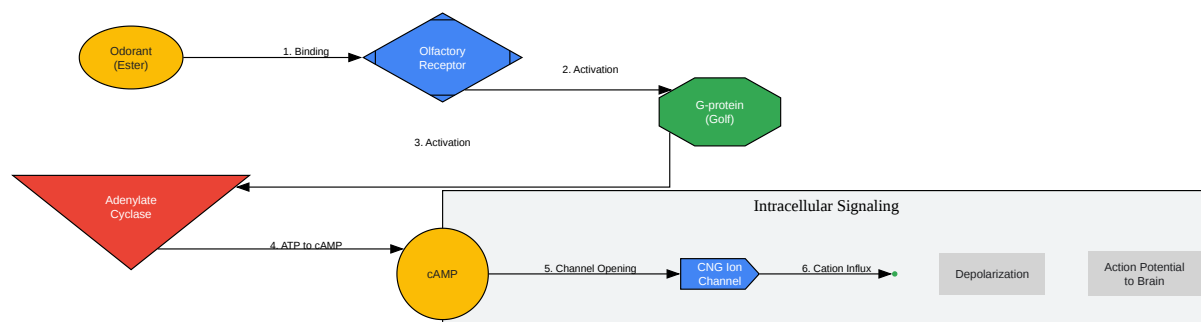 Odorant
(Ester)
1. Binding
Olfactory
Receptor
2. Activation
G-protein
(Golf)
3. Activation
Adenylate
Cyclase
Intracellular Signaling
4. ATP to cAMP
cAMP
5. Channel Opening
CNG Ion
Channel
6. Cation Influx
Depolarization
Action Potential
to Brain